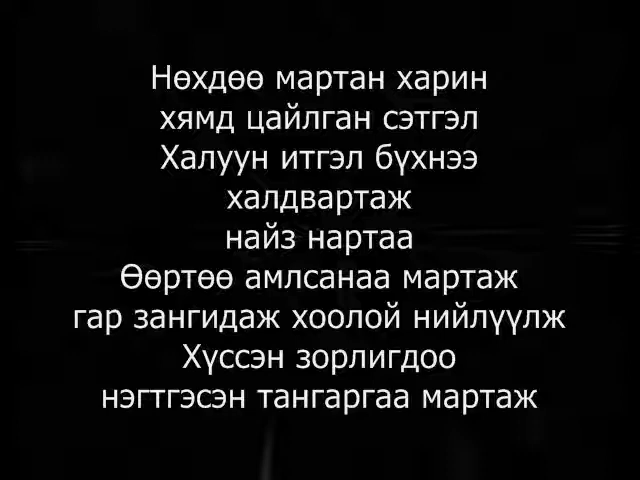 Нөхдөө мартан харин
хямд цайлган сэтгэл
Халуун итгэл бүхнээ
халдвартаж
найз нартаа
Өөртөө амлсанаа мартаж
гар зангидаж хоолой нийлүүлж
Хүссэн зорлигдоо
нэгтгэсэн тангаргаа мартаж